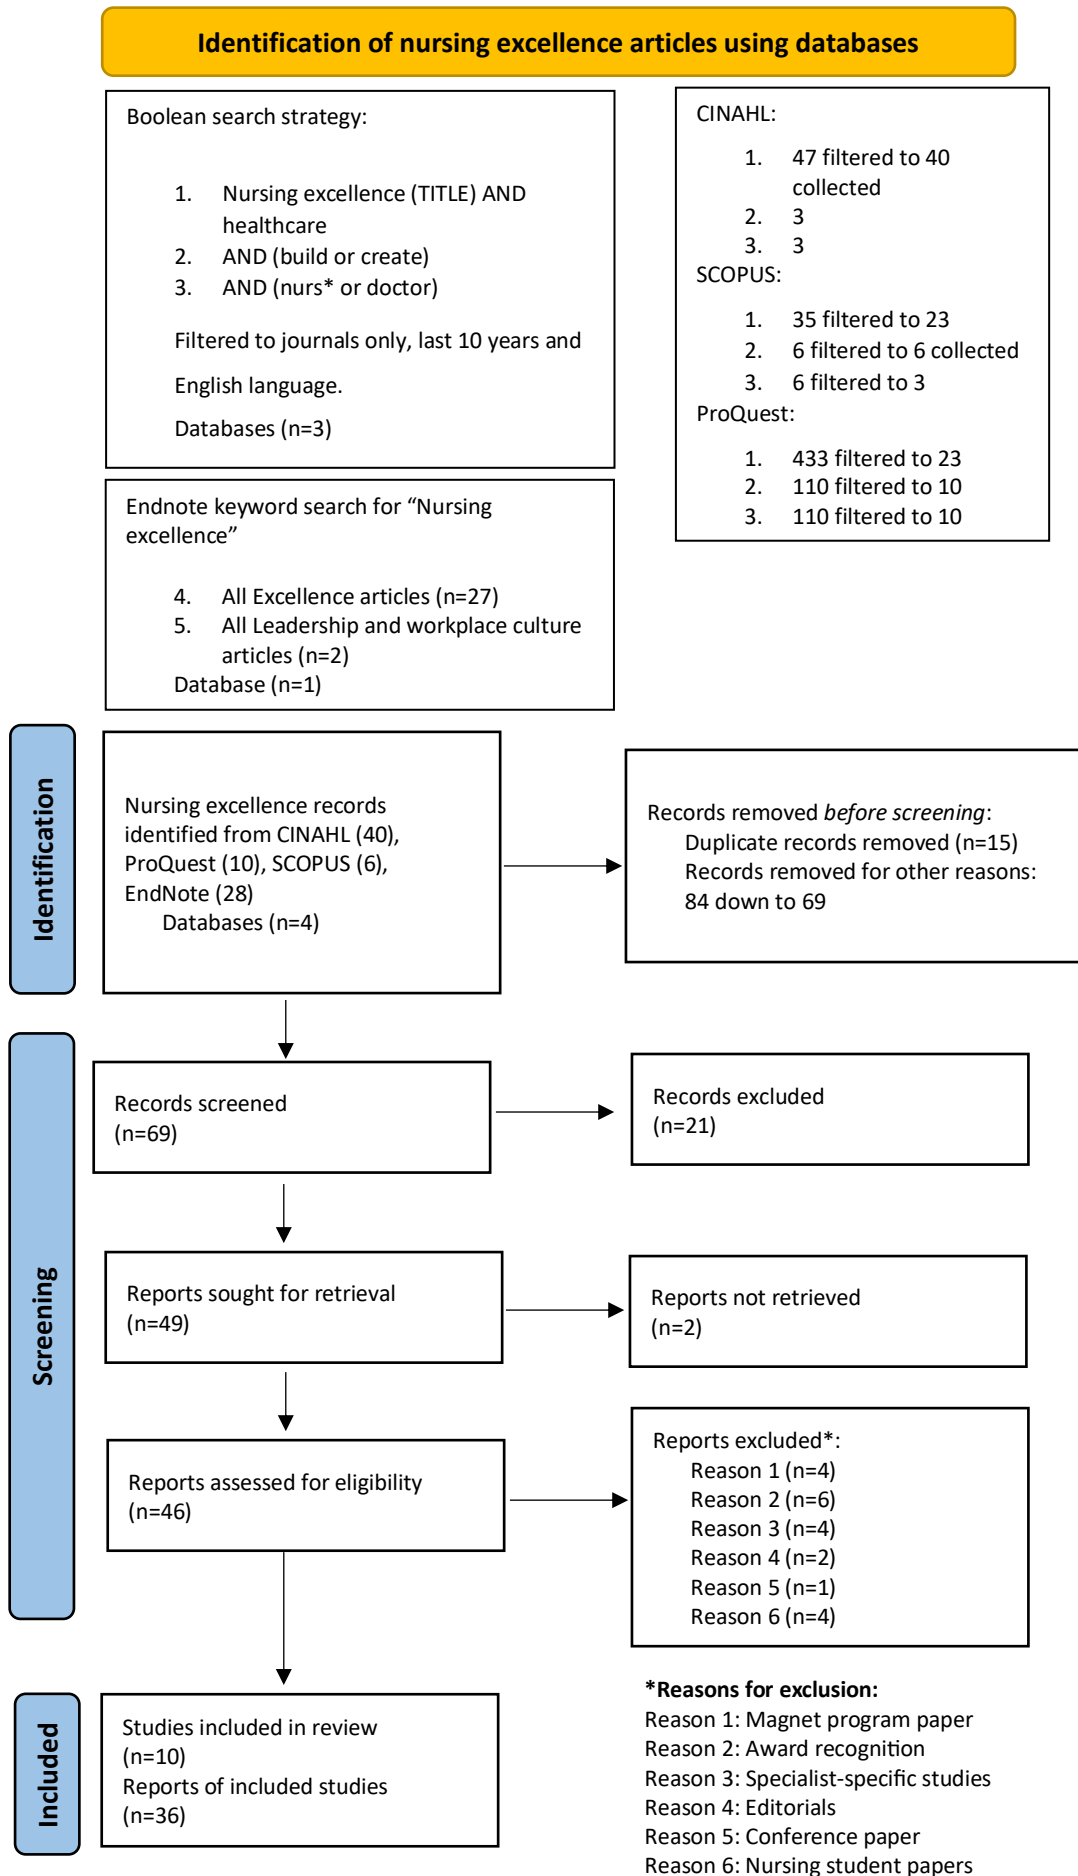 Identification of nursing excellence articles using databases
Boolean search strategy:
1. Nursing excellence (TITLE) AND
healthcare
2. AND (build or create)
3. AND (nurs* or doctor)
Filtered to journals only, last 10 years and
English language.
Databases (n=3)
CINAHL:
1. 47 filtered to 40
collected
2. 3
3. 3
SCOPUS:
1. 35 filtered to 23
2. 6 filtered to 6 collected
3. 6 filtered to 3
ProQuest:
1. 433 filtered to 23
2. 110 filtered to 10
3. 110 filtered to 10
Endnote keyword search for “Nursing
excellence”
4. All Excellence articles (n=27)
5. All Leadership and workplace culture
articles (n=2)
Database (n=1)
Identification
Nursing excellence records
identified from CINAHL (40),
ProQuest (10), SCOPUS (6),
EndNote (28)
Databases (n=4)
Records removed before screening:
Duplicate records removed (n=15)
Records removed for other reasons:
84 down to 69
Screening
Records screened
(n=69)
Records excluded
(n=21)
Reports sought for retrieval
(n=49)
Reports not retrieved
(n=2)
Reports assessed for eligibility
(n=46)
Reports excluded*:
Reason 1 (n=4)
Reason 2 (n=6)
Reason 3 (n=4)
Reason 4 (n=2)
Reason 5 (n=1)
Reason 6 (n=4)
Included
Studies included in review
(n=10)
Reports of included studies
(n=36)
*Reasons for exclusion:
Reason 1: Magnet program paper
Reason 2: Award recognition
Reason 3: Specialist-specific studies
Reason 4: Editorials
Reason 5: Conference paper
Reason 6: Nursing student papers